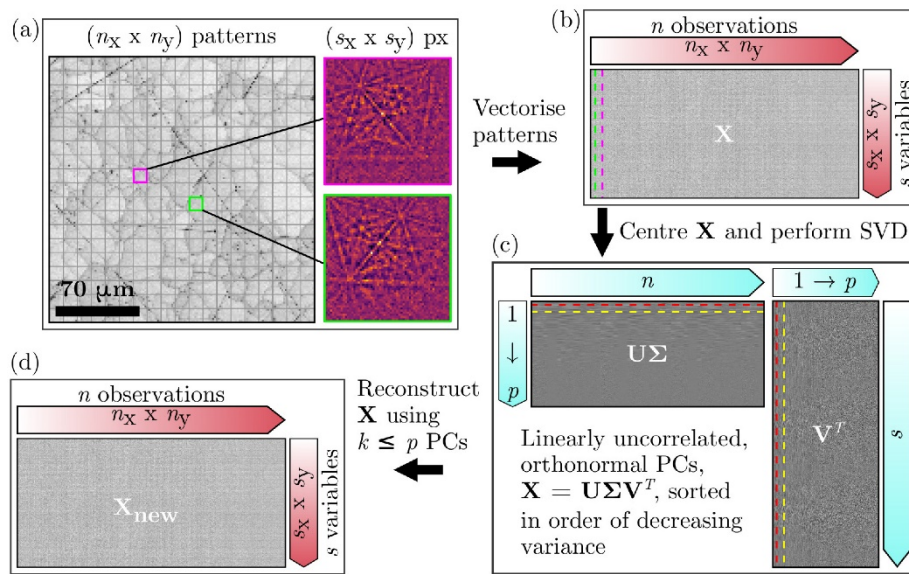 (a)
(nx x ny) patterns
(sx x sy) px
70 µm
Vectorise
patterns
(b)
n observations
nx x ny
X
sx x sy
s variables
Centre X and perform SVD
(c)
n
1 → p
1
↓
p
UΣ
V^T
s
Linearly uncorrelated,
orthonormal PCs,
X = UΣV^T, sorted
in order of decreasing
variance
Reconstruct
X using
k ≤ p PCs
(d)
n observations
nx x ny
Xnew
sx x sy
s variables